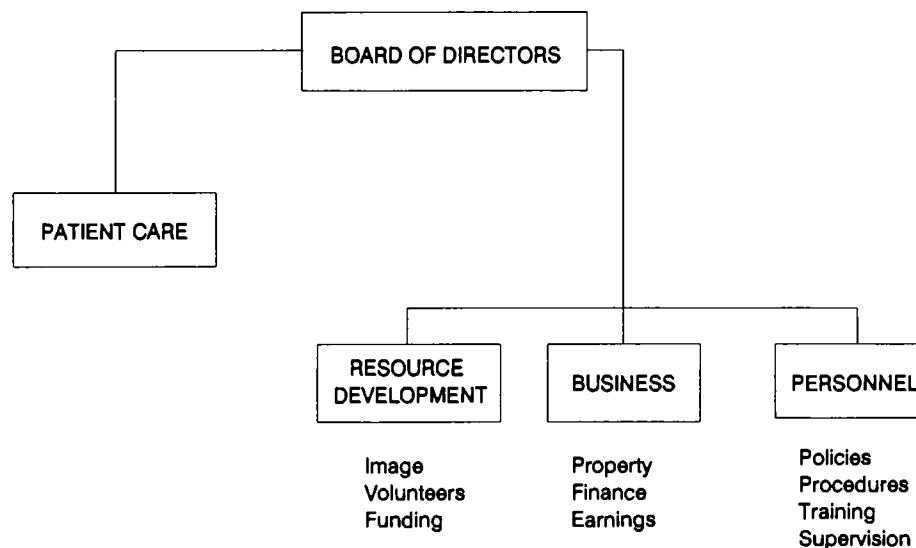 BOARD OF DIRECTORS
PATIENT CARE
RESOURCE
DEVELOPMENT
BUSINESS
PERSONNEL
Image
Volunteers
Funding
Property
Finance
Earnings
Policies
Procedures
Training
Supervision